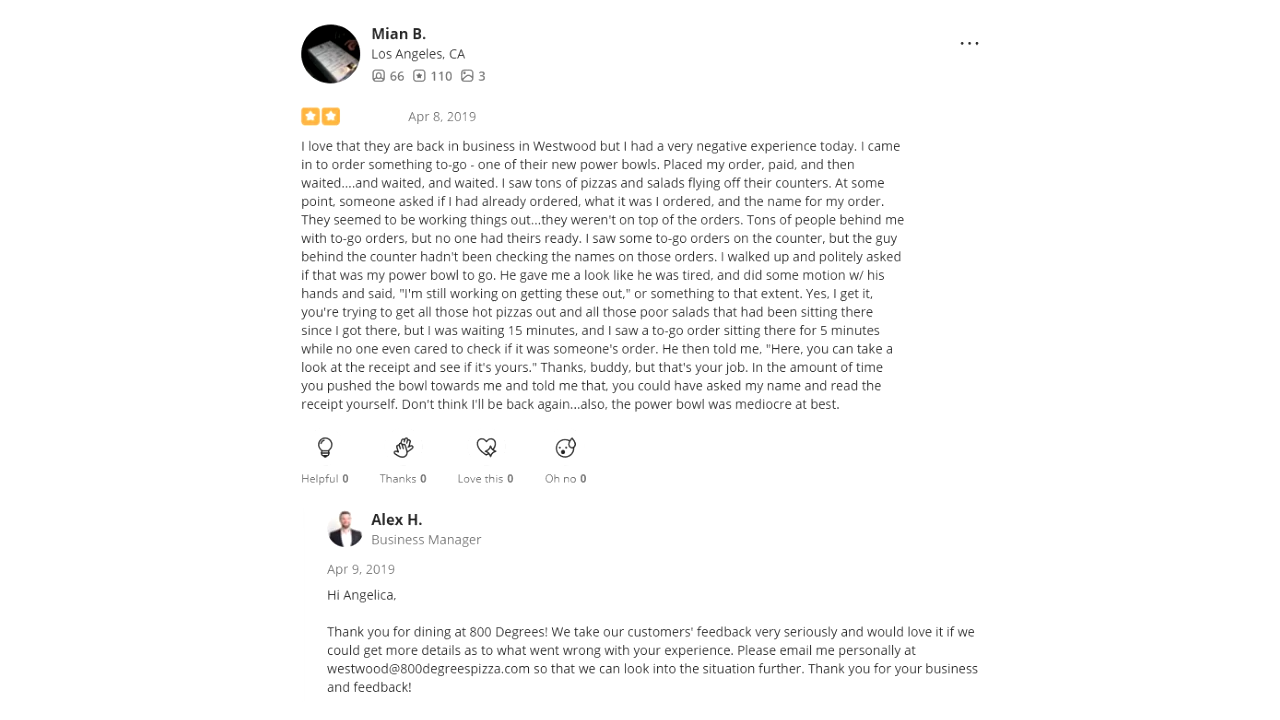 Mian B.
Los Angeles, CA
66 110 3
Apr 8, 2019
I love that they are back in business in Westwood but I had a very negative experience today. I came
in to order something to-go - one of their new power bowls. Placed my order, paid, and then
waited....and waited, and waited. I saw tons of pizzas and salads flying off their counters. At some
point, someone asked if I had already ordered, what it was I ordered, and the name for my order.
They seemed to be working things out...they weren't on top of the orders. Tons of people behind me
with to-go orders, but no one had theirs ready. I saw some to-go orders on the counter, but the guy
behind the counter hadn't been checking the names on those orders. I walked up and politely asked
if that was my power bowl to go. He gave me a look like he was tired, and did some motion w/ his
hands and said, "I'm still working on getting these out," or something to that extent. Yes, I get it,
you're trying to get all those hot pizzas out and all those poor salads that had been sitting there
since I got there, but I was waiting 15 minutes, and I saw a to-go order sitting there for 5 minutes
while no one even cared to check if it was someone's order. He then told me, "Here, you can take a
look at the receipt and see if it's yours." Thanks, buddy, but that's your job. In the amount of time
you pushed the bowl towards me and told me that, you could have asked my name and read the
receipt yourself. Don't think I'll be back again...also, the power bowl was mediocre at best.
Helpful 0 Thanks 0 Love this 0 Oh no 0
Alex H.
Business Manager
Apr 9, 2019
Hi Angelica,
Thank you for dining at 800 Degrees! We take our customers' feedback very seriously and would love it if we
could get more details as to what went wrong with your experience. Please email me personally at
westwood@800degreespizza.com so that we can look into the situation further. Thank you for your business
and feedback!